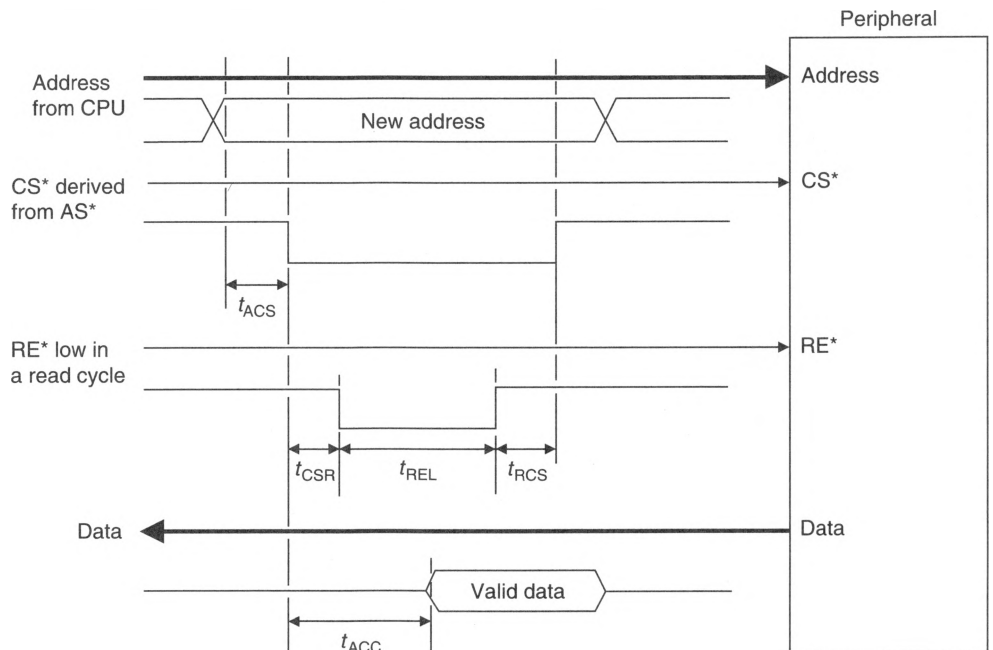 Peripheral
Address
from CPU
Address
New address
CS* derived
from AS*
CS*
tACS
RE* low in
a read cycle
RE*
tCSR
tREL
tRCS
Data
Data
Valid data
tACC